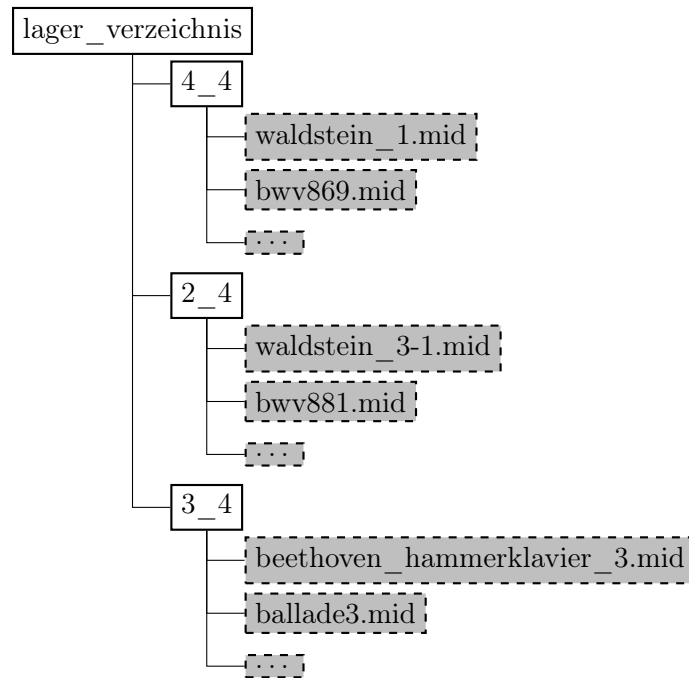 lager_verzeichnis
4_4
waldstein_1.mid
bwv869.mid
...
2_4
waldstein_3-1.mid
bwv881.mid
...
3_4
beethoven_hammerklavier_3.mid
ballade3.mid
...